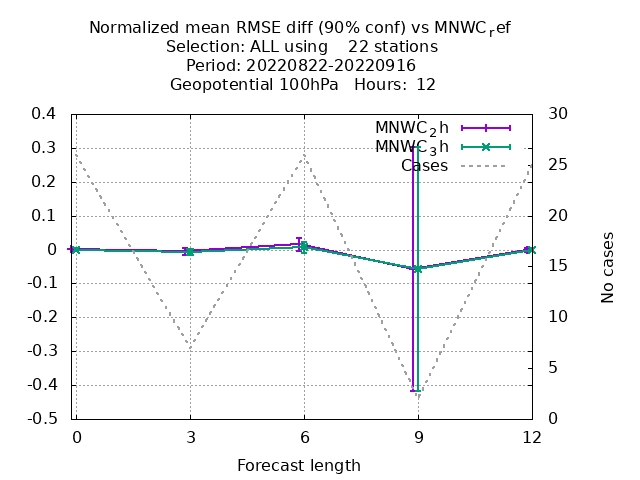 Normalized mean RMSE diff (90% conf) vs MNWC_ref
Selection: ALL using 22 stations
Period: 20220822-20220916
Geopotential 100hPa Hours: 12
0.4
0.3
0.2
0.1
0
-0.1
-0.2
-0.3
-0.4
-0.5
MNWC_2h
MNWC_3h
Cases
30
25
20
15
10
5
0
No cases
0 3 6 9 12
Forecast length